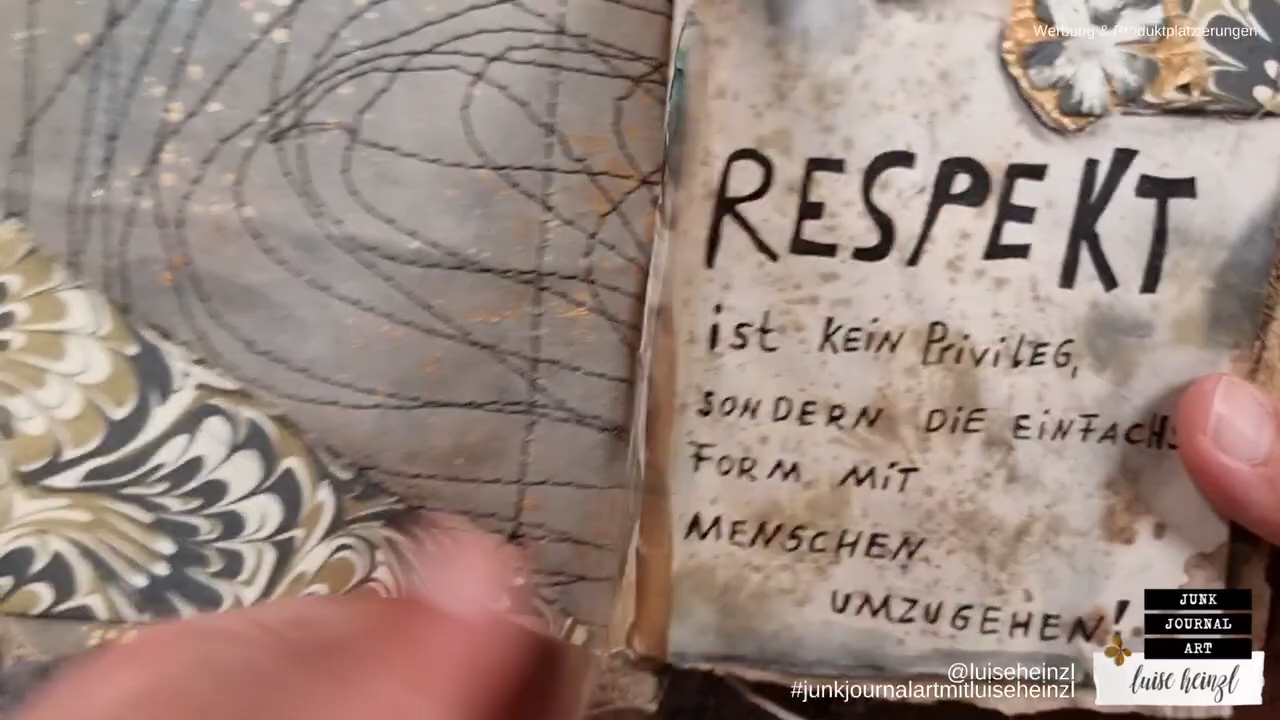 Werbung & Produktplatzierungen
RESPEKT
ist KEiN PriviLEG,
SONDERN DiE EiNFACH
FORM MiT
MENSCHEN
UMZUGEHEN!
JUNK
JOURNAL
ART
luise heinzl
@luiseheinzl
#junkjournalartmitluiseheinzl